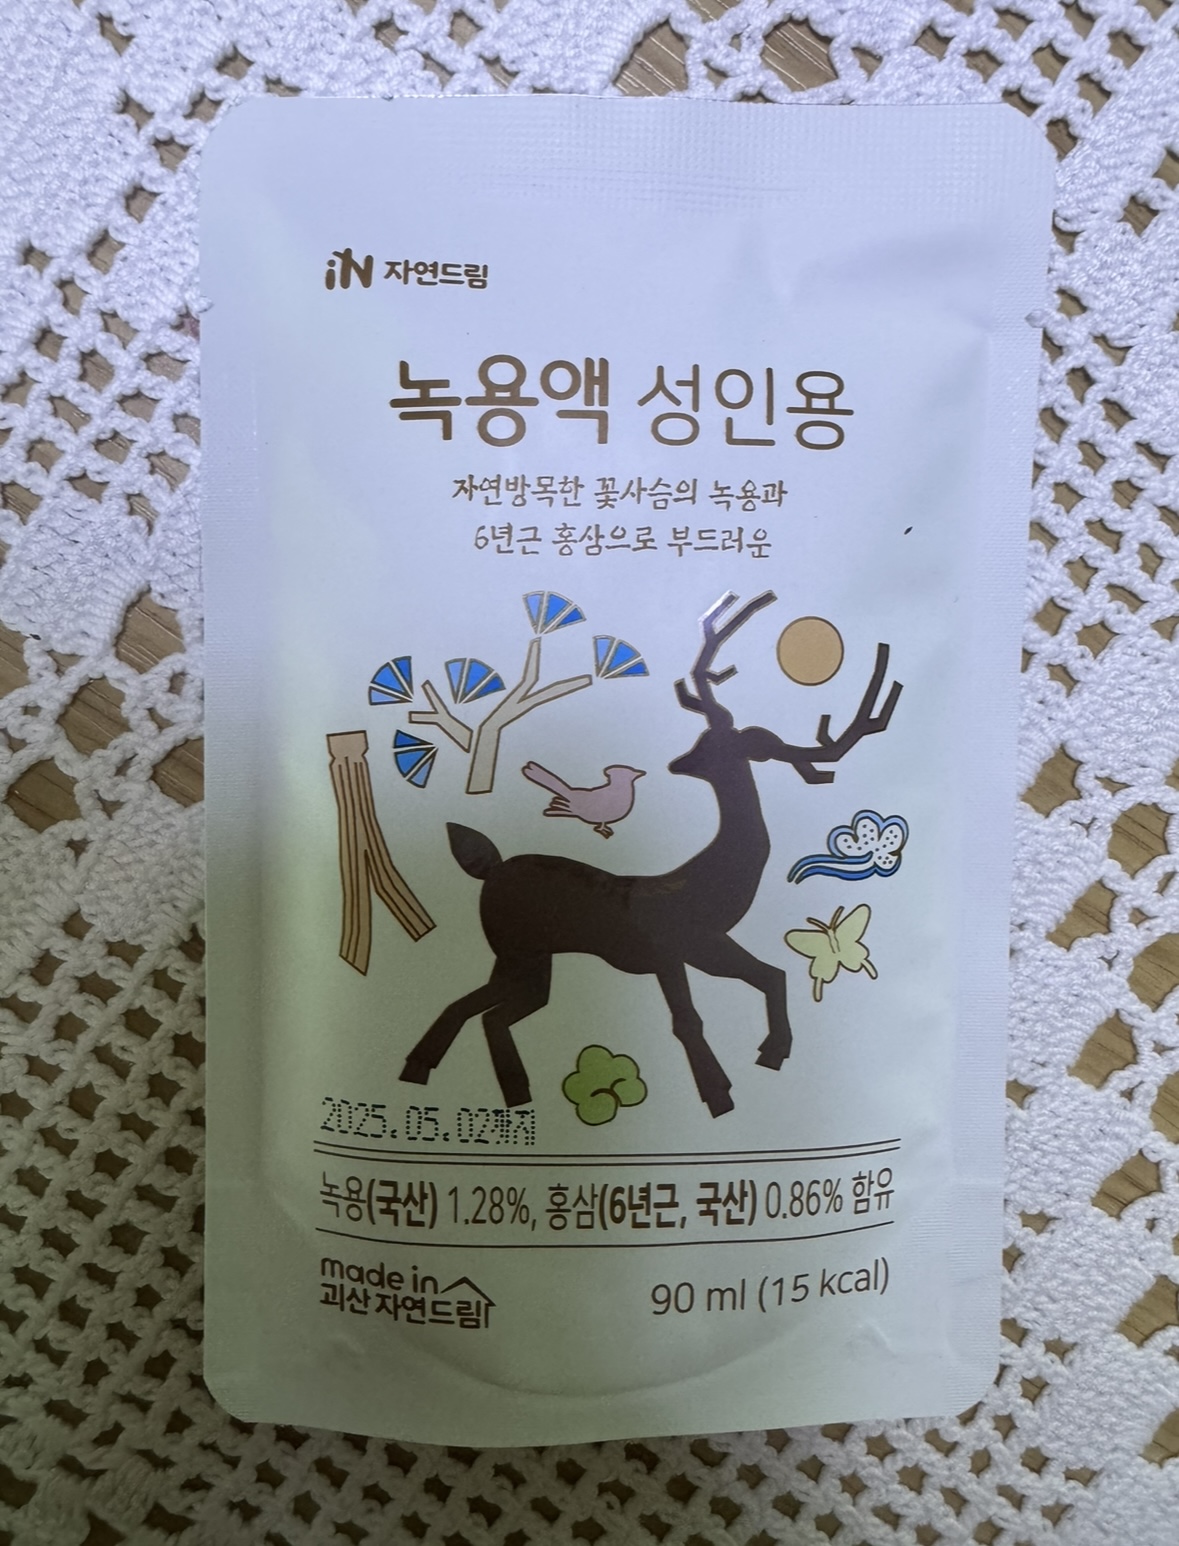 iN 자연드림
녹용액 성인용
자연방목한 꽃사슴의 녹용과
6년근 홍삼으로 부드러운
2025.05.02까지
녹용(국산) 1.28%, 홍삼(6년근, 국산) 0.86% 함유
made in
괴산자연드림
90 ml (15 kcal)